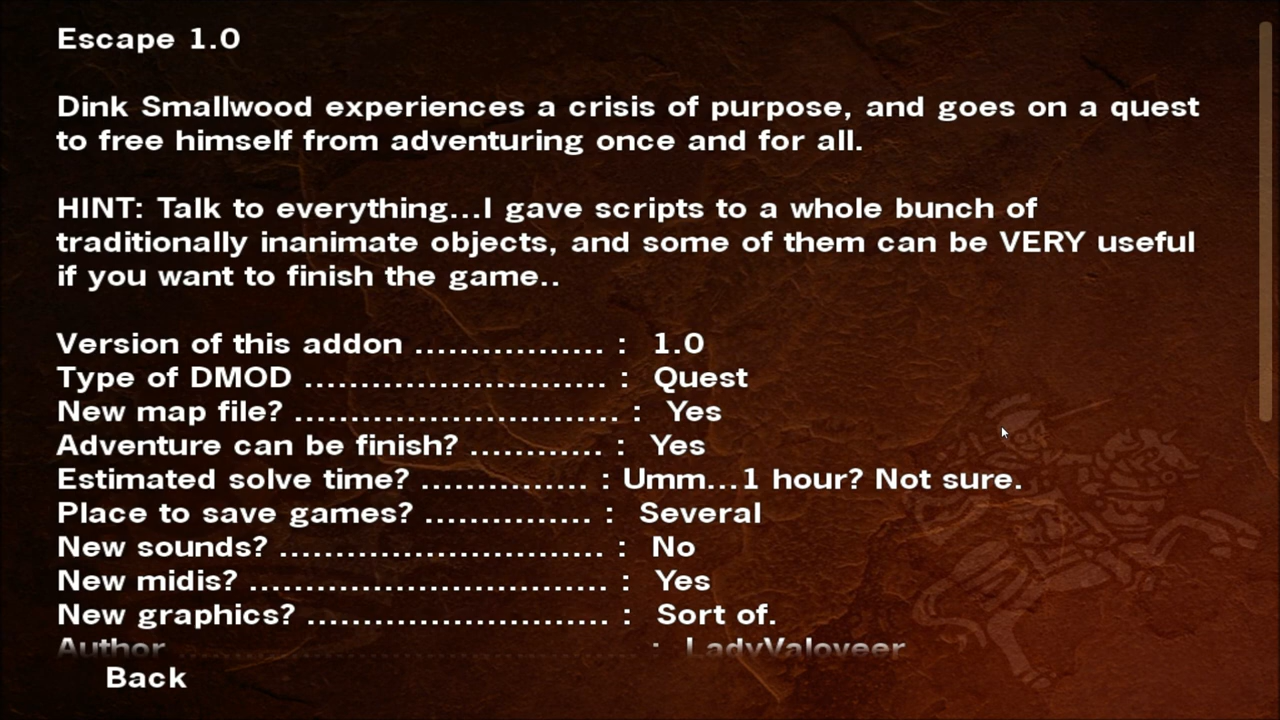 Escape 1.0
Dink Smallwood experiences a crisis of purpose, and goes on a quest
to free himself from adventuring once and for all.
HINT: Talk to everything...I gave scripts to a whole bunch of
traditionally inanimate objects, and some of them can be VERY useful
if you want to finish the game..
Version of this addon ................. : 1.0
Type of DMOD ........................... : Quest
New map file? ............................. : Yes
Adventure can be finish? ............ : Yes
Estimated solve time? ............... : Umm...1 hour? Not sure.
Place to save games? ............... : Several
New sounds? ............................. : No
New midis? ................................ : Yes
New graphics? ........................... : Sort of.
Author ........................................ : LadyValoveer
Back